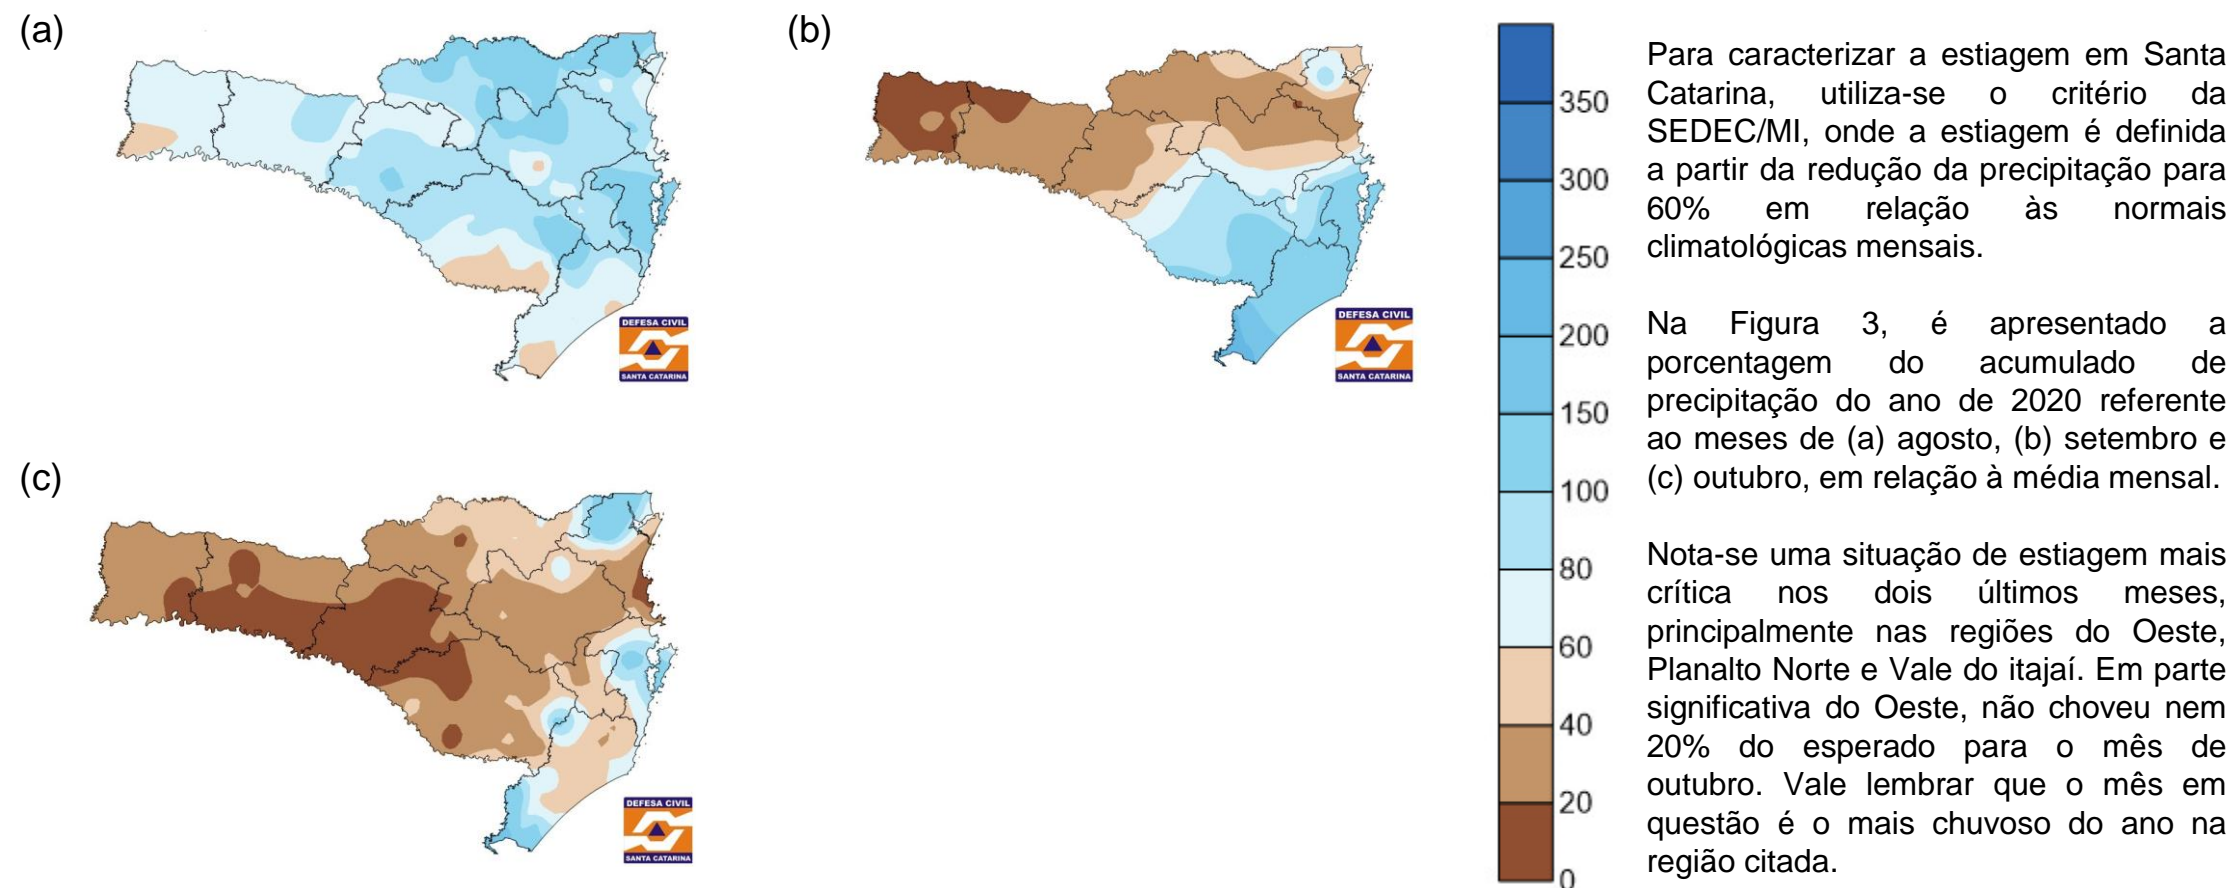 (a)
DEFESA CIVIL
SANTA CATARINA
(b)
DEFESA CIVIL
SANTA CATARINA
(c)
DEFESA CIVIL
SANTA CATARINA
350
300
250
200
150
100
80
60
40
20
0
Para caracterizar a estiagem em Santa
Catarina, utiliza-se o critério da
SEDEC/MI, onde a estiagem é definida
a partir da redução da precipitação para
60% em relação às normais
climatológicas mensais.
Na Figura 3, é apresentado a
porcentagem do acumulado de
precipitação do ano de 2020 referente
ao meses de (a) agosto, (b) setembro e
(c) outubro, em relação à média mensal.
Nota-se uma situação de estiagem mais
crítica nos dois últimos meses,
principalmente nas regiões do Oeste,
Planalto Norte e Vale do itajaí. Em parte
significativa do Oeste, não choveu nem
20% do esperado para o mês de
outubro. Vale lembrar que o mês em
questão é o mais chuvoso do ano na
região citada.